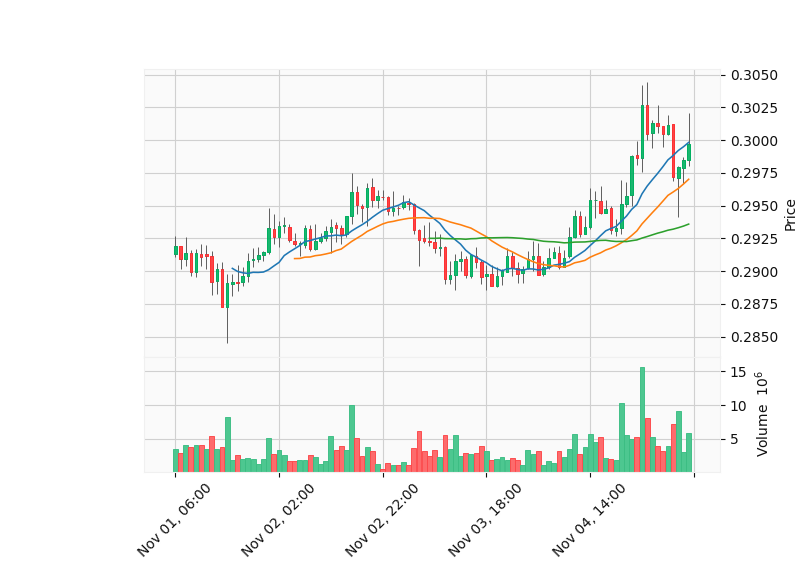 0.3050
0.3025
0.3000
0.2975
0.2950
0.2925
0.2900
0.2875
0.2850
Price
15
10
5
Volume 10^6
Nov 01, 06:00
Nov 02, 02:00
Nov 02, 22:00
Nov 03, 18:00
Nov 04, 14:00